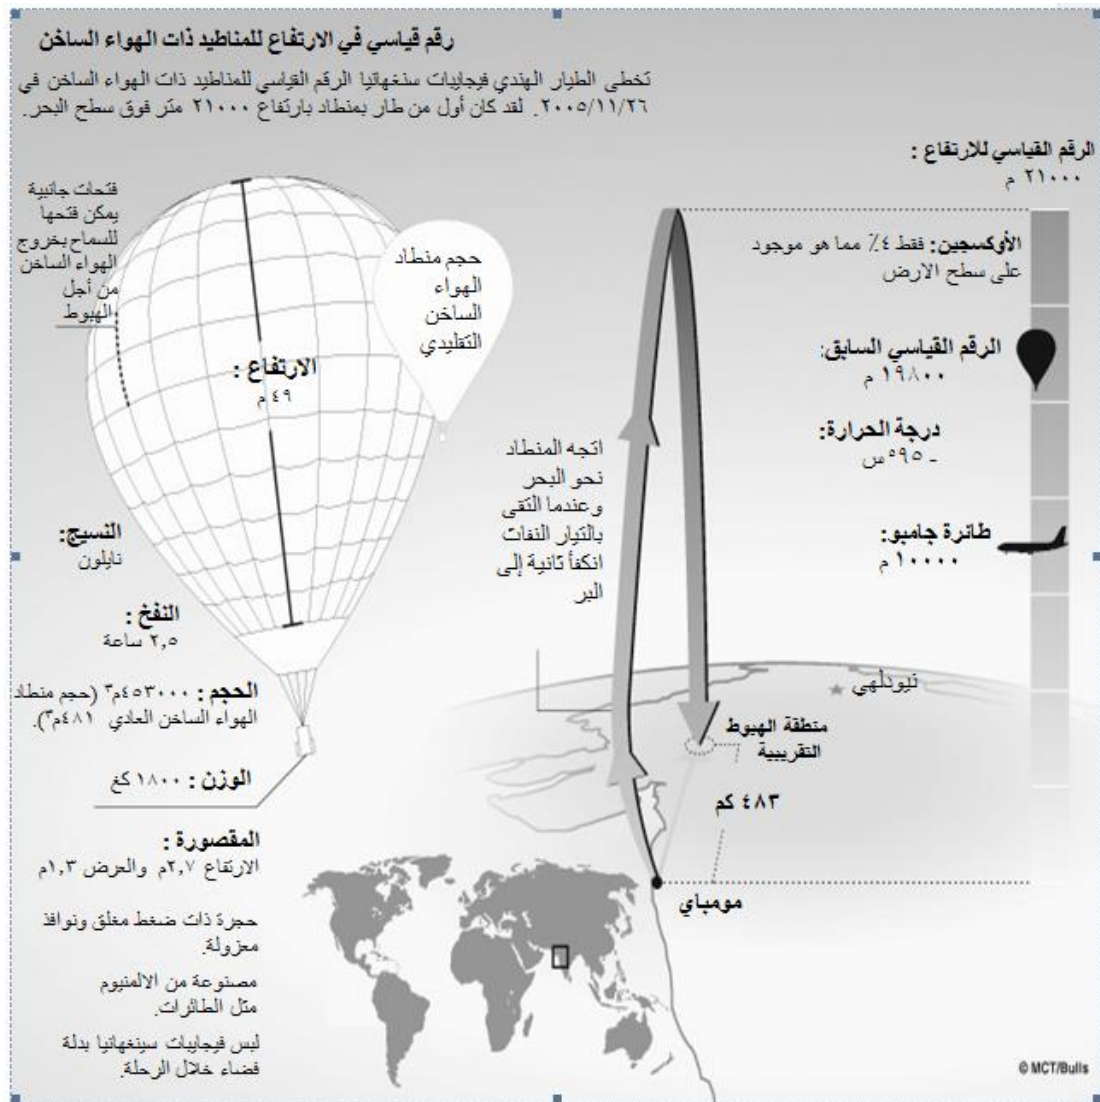 رقم قياسي في الارتفاع للمناطيد ذات الهواء الساخن
تخطى الطيار الهندي فيجايبات سنغهانيا الرقم القياسي للمناطيد ذات الهواء الساخن في
٢٠٠٥/١١/٢٦. لقد كان أول من طار بمنطاد بارتفاع ٢١٠٠٠ متر فوق سطح البحر.
الرقم القياسي للارتفاع :
٢١٠٠٠ م
الأوكسجين: فقط ٤٪ مما هو موجود
على سطح الارض
الرقم القياسي السابق:
١٩٨٠٠ م
درجة الحرارة:
- ٥٩٥°س
طائرة جامبو:
١٠٠٠٠ م
فتحات جانبية
يمكن فتحها
للسماح بخروج
الهواء الساخن
من أجل
الهبوط
حجم منطاد
الهواء
الساخن
التقليدي
الارتفاع :
٤٩ م
اتجه المنطاد
نحو البحر
وعندما التقى
بالتيار النفات
انكفأ ثانية إلى
البر
النسيج:
نايلون
النفخ :
٢,٥ ساعة
الحجم : ٤٥٣٠٠٠م³ (حجم منطاد
الهواء الساخن العادي ٤٨١م³).
الوزن : ١٨٠٠ كغ
المقصورة :
الارتفاع ٢,٧م والعرض ١,٣م
حجرة ذات ضغط مغلق ونوافذ
معزولة.
مصنوعة من الالمنيوم
مثل الطائرات.
لبس فيجايبات سينغهانيا بدلة
فضاء خلال الرحلة.
نيودلهي
منطقة الهبوط
التقريبية
٤٨٣ كم
مومباي
© MCT/Bulls